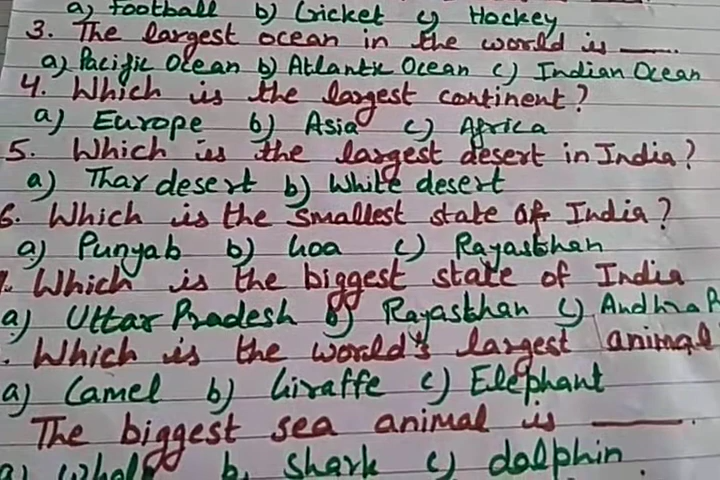 a) Football b) Cricket c) Hockey
3. The largest ocean in the world is ____.
a) Pacific Ocean b) Atlantic Ocean c) Indian Ocean
4. Which is the largest continent?
a) Europe b) Asia c) Africa
5. Which is the largest desert in India?
a) Thar desert b) White desert
6. Which is the smallest state of India?
a) Punjab b) Goa c) Rajasthan
7. Which is the biggest state of India
a) Uttar Pradesh b) Rajasthan c) Andhra P
. Which is the world's largest animal
a) Camel b) Giraffe c) Elephant
The biggest sea animal is ____.
a) Whale b. Shark c) dolphin.